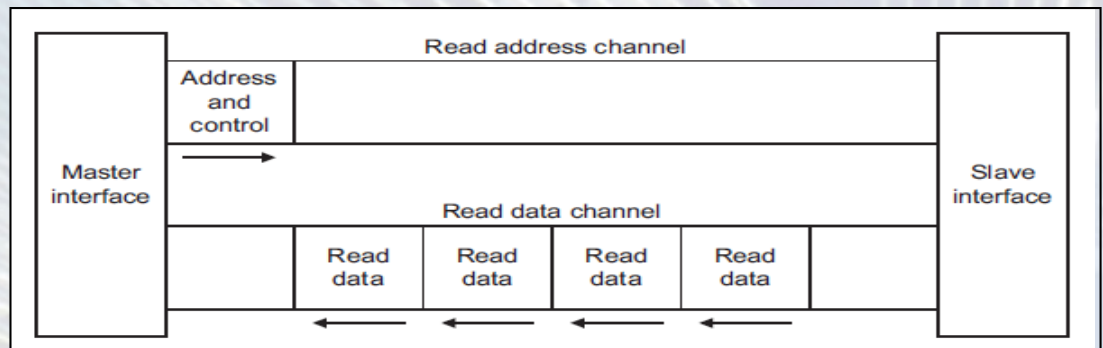 Read address channel
Address
and
control
Master
interface
Slave
interface
Read data channel
Read
data
Read
data
Read
data
Read
data